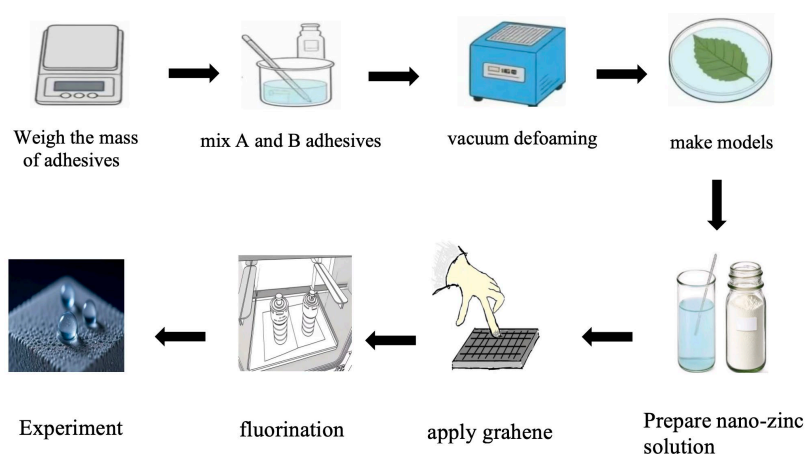 Weigh the mass
of adhesives
mix A and B adhesives
vacuum defoaming
make models
Experiment
fluorination
apply grahene
Prepare nano-zinc
solution